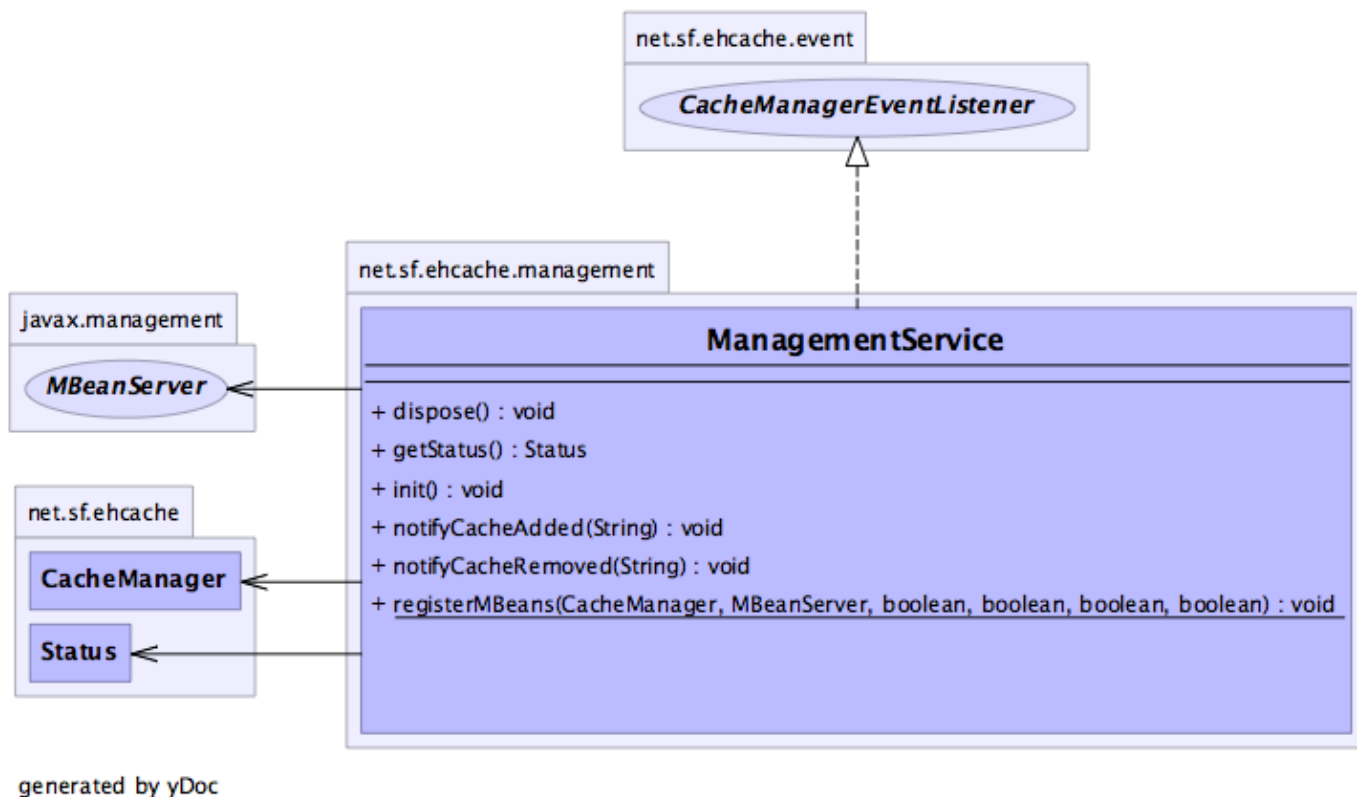 net.sf.ehcache.event
CacheManagerEventListener
net.sf.ehcache.management
ManagementService
+ dispose() : void
+ getStatus() : Status
+ init() : void
+ notifyCacheAdded(String) : void
+ notifyCacheRemoved(String) : void
+ registerMBeans(CacheManager, MBeanServer, boolean, boolean, boolean, boolean) : void
javax.management
MBeanServer
net.sf.ehcache
CacheManager
Status
generated by yDoc